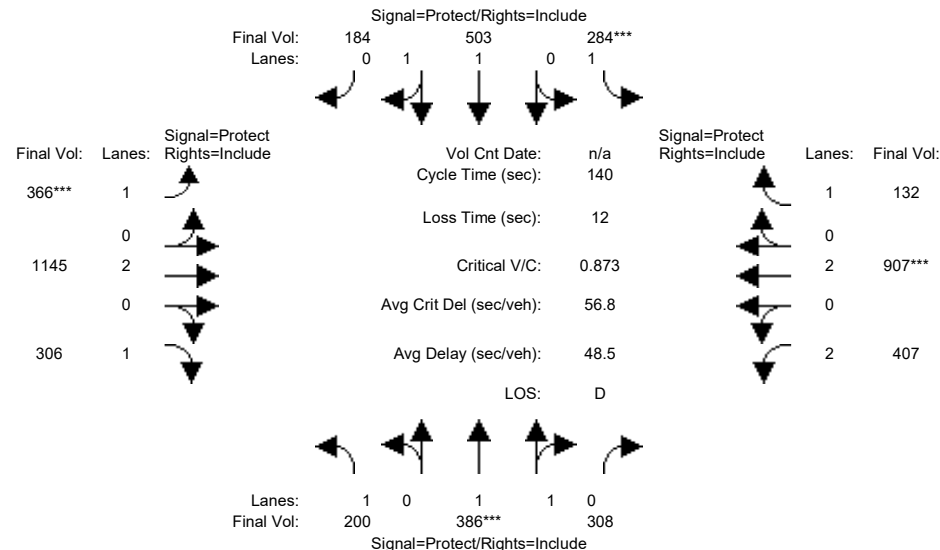 Signal=Protect/Rights=Include
Final Vol: 184 503 284***
Lanes: 0 1 1 0 1
Signal=Protect
Final Vol: Lanes: Rights=Include
Vol Cnt Date: n/a
Signal=Protect
Rights=Include Lanes: Final Vol:
Cycle Time (sec): 140
366*** 1
1 132
Loss Time (sec): 12
0
0
1145 2
Critical V/C: 0.873
2 907***
0
Avg Crit Del (sec/veh): 56.8
0
306 1
Avg Delay (sec/veh): 48.5
2 407
LOS: D
Lanes: 1 0 1 1 0
Final Vol: 200 386*** 308
Signal=Protect/Rights=Include